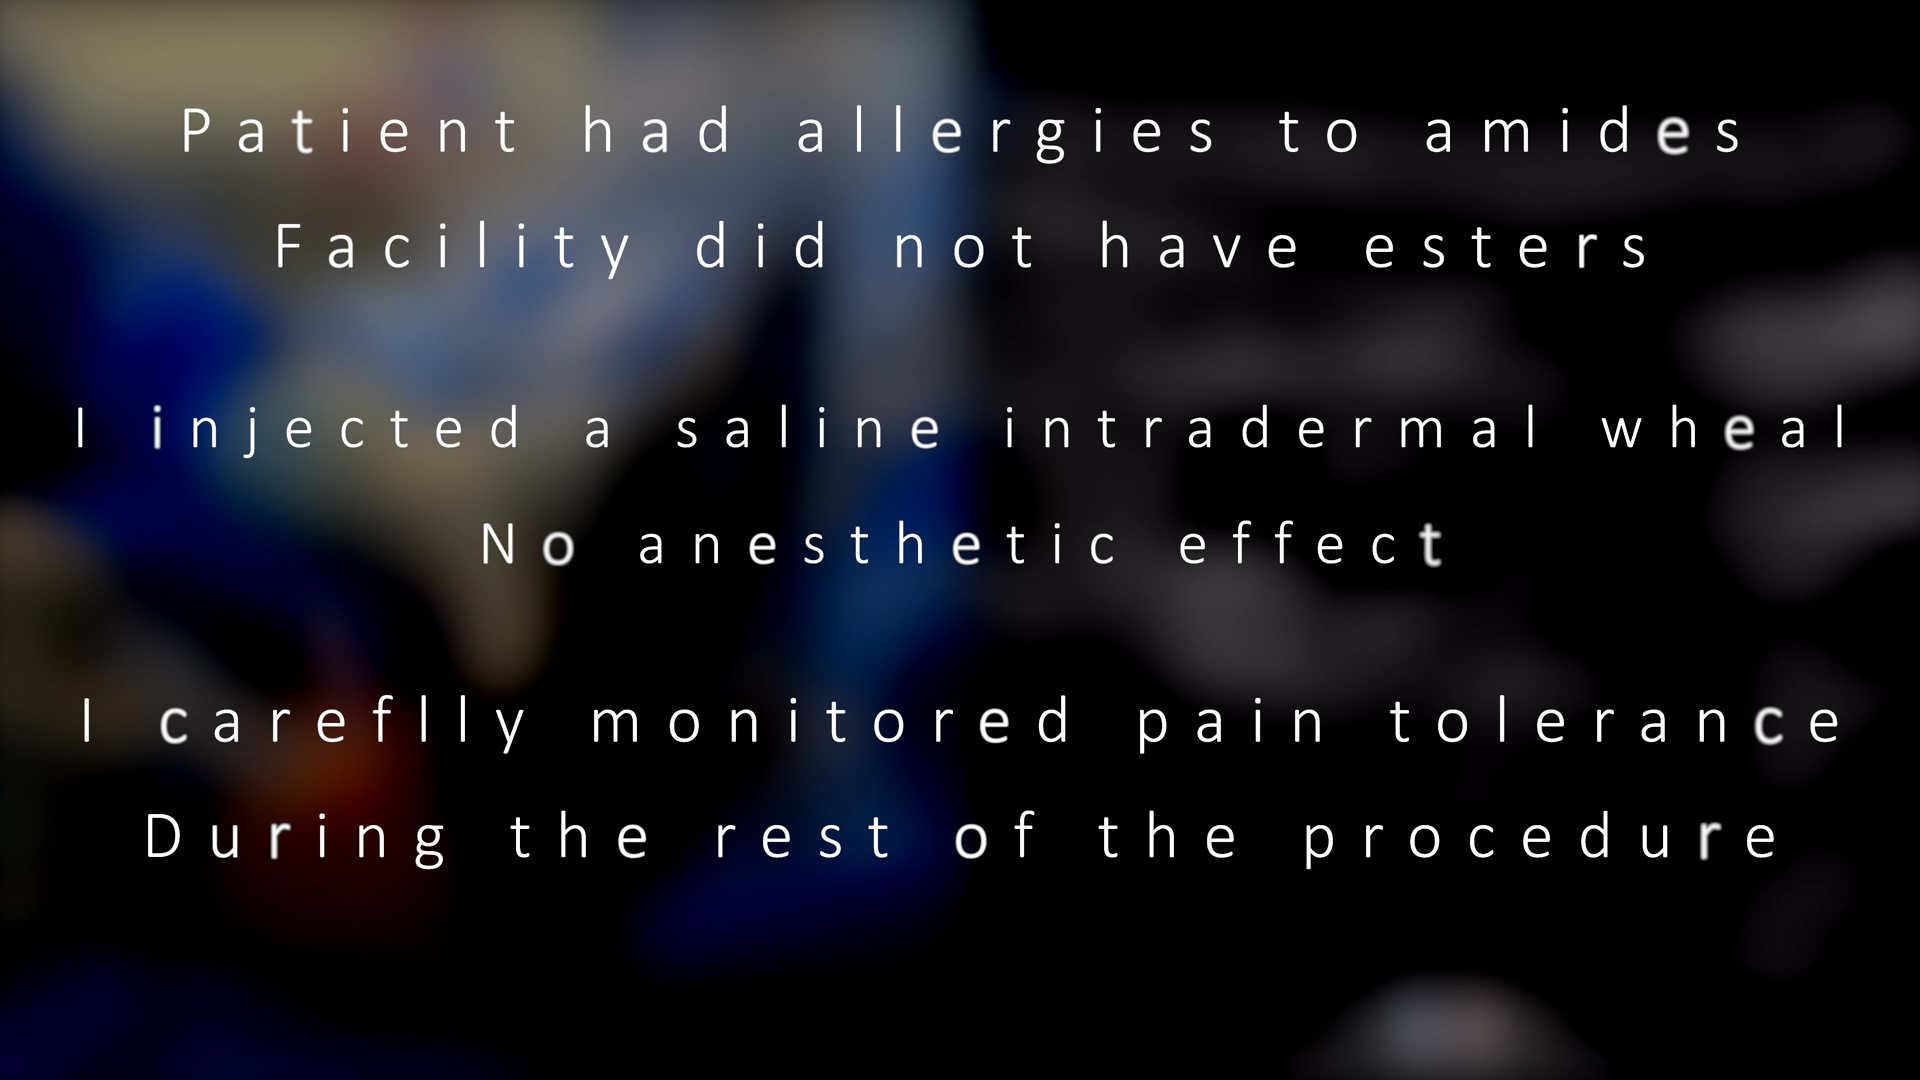 Patient had allergies to amides
Facility did not have esters
I injected a saline intradermal wheal
No anesthetic effect
I careflly monitored pain tolerance
During the rest of the procedure